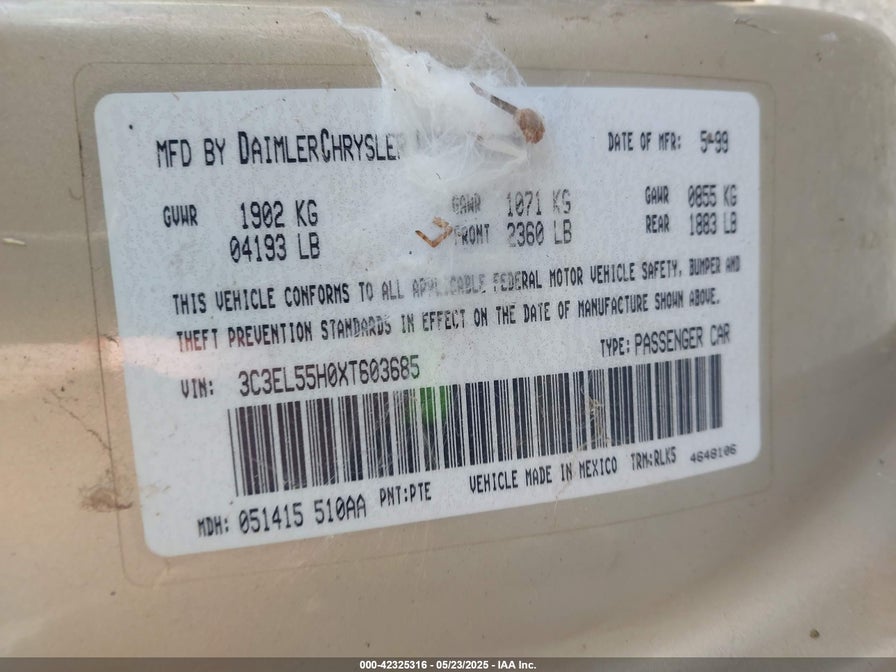 MFD BY DAIMLERCHRYSLER
DATE OF MFR: 5-99
GVWR 1902 KG
04193 LB
GAWR FRONT 1071 KG
2360 LB
GAWR REAR 0855 KG
1883 LB
THIS VEHICLE CONFORMS TO ALL APPLICABLE FEDERAL MOTOR VEHICLE SAFETY, BUMPER AND
THEFT PREVENTION STANDARDS IN EFFECT ON THE DATE OF MANUFACTURE SHOWN ABOVE.
VIN: 3C3EL55H0XT603685
TYPE: PASSENGER CAR
MDH: 051415 510AA PNT:PTE VEHICLE MADE IN MEXICO TRM:RLK5 4648106
000-42325316 - 05/23/2025 - IAA Inc.